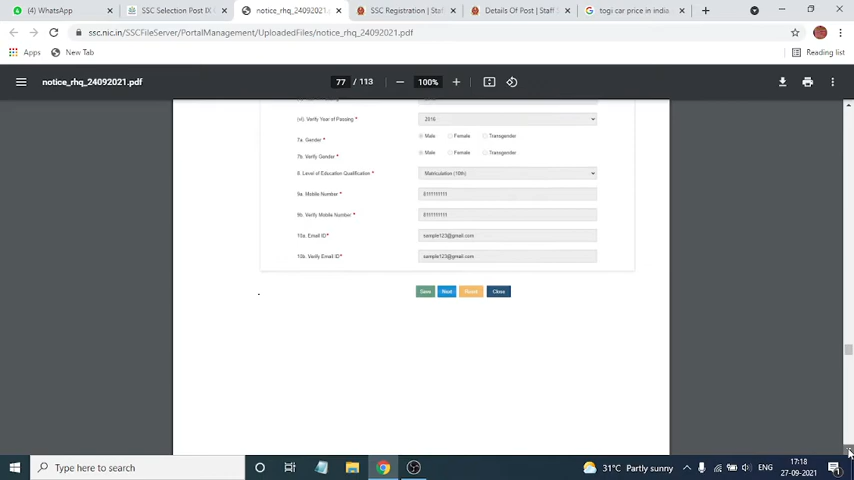 (4) WhatsApp
SSC Selection Post IX C
notice_rhq_24092021.
SSC Registration | Staf
Details Of Post | Staff S
togi car price in india
ssc.nic.in/SSCFileServer/PortalManagement/UploadedFiles/notice_rhq_24092021.pdf
Apps
New Tab
Reading list
notice_rhq_24092021.pdf
77 / 113
100%
(vi). Verify Year of Passing *
2016
7a. Gender *
Male Female Transgender
7b. Verify Gender *
Male Female Transgender
8. Level of Education Qualification *
Matriculation (10th)
9a. Mobile Number *
8111111111
9b. Verify Mobile Number *
8111111111
10a. Email ID*
sample123@gmail.com
10b. Verify Email ID*
sample123@gmail.com
Save Next Reset Close
Type here to search
31°C Partly sunny
ENG
17:18
27-09-2021